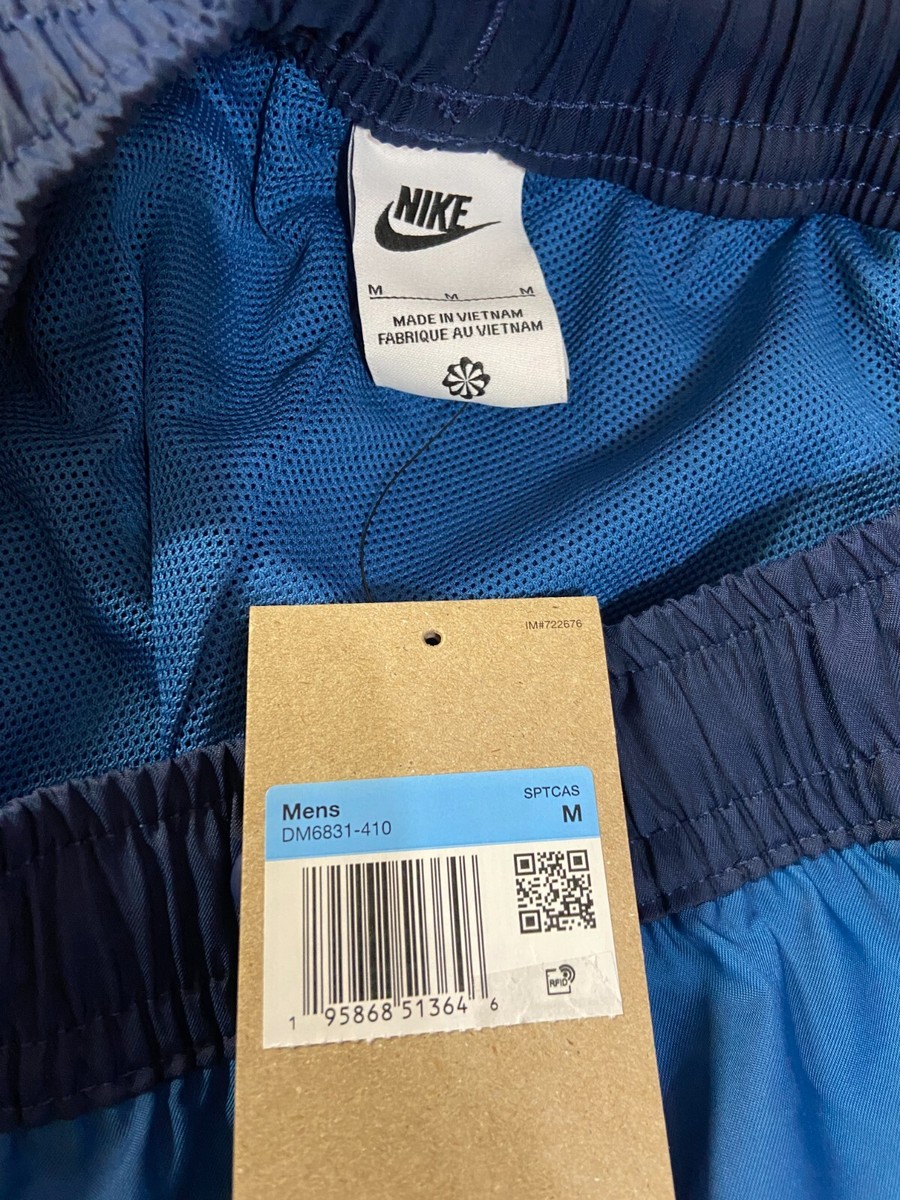 NIKE
M M M
MADE IN VIETNAM
FABRIQUE AU VIETNAM
IM#722676
Mens
SPTCAS
DM6831-410
M
RFID
1 95868 51364 6